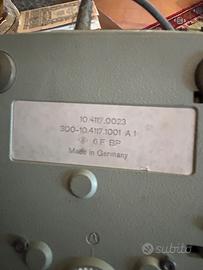 10.4117.0023
300-10.4117.1001 A 1
6 F BP
Made in Germany
subito